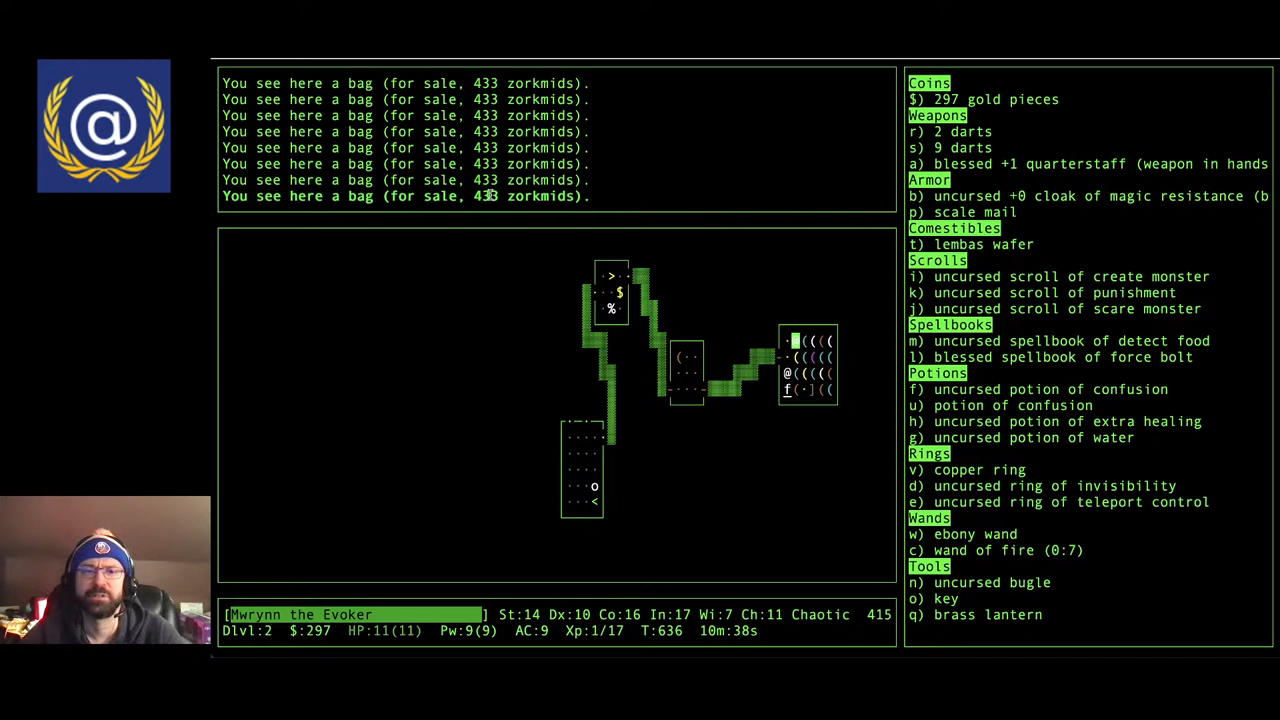 @
You see here a bag (for sale, 433 zorkmids).
You see here a bag (for sale, 433 zorkmids).
You see here a bag (for sale, 433 zorkmids).
You see here a bag (for sale, 433 zorkmids).
You see here a bag (for sale, 433 zorkmids).
You see here a bag (for sale, 433 zorkmids).
You see here a bag (for sale, 433 zorkmids).
You see here a bag (for sale, 433 zorkmids).
·>·
···$
%·
·@((((
(··
-·(((((
···
@(((((
-····-
f(·]((
·—·
····
···
···
···o
···<
[Mwrynn the Evoker ] St:14 Dx:10 Co:16 In:17 Wi:7 Ch:11 Chaotic 415
Dlvl:2 $:297 HP:11(11) Pw:9(9) AC:9 Xp:1/17 T:636 10m:38s
Coins
$) 297 gold pieces
Weapons
r) 2 darts
s) 9 darts
a) blessed +1 quarterstaff (weapon in hands
Armor
b) uncursed +0 cloak of magic resistance (b
p) scale mail
Comestibles
t) lembas wafer
Scrolls
i) uncursed scroll of create monster
k) uncursed scroll of punishment
j) uncursed scroll of scare monster
Spellbooks
m) uncursed spellbook of detect food
l) blessed spellbook of force bolt
Potions
f) uncursed potion of confusion
u) potion of confusion
h) uncursed potion of extra healing
g) uncursed potion of water
Rings
v) copper ring
d) uncursed ring of invisibility
e) uncursed ring of teleport control
Wands
w) ebony wand
c) wand of fire (0:7)
Tools
n) uncursed bugle
o) key
q) brass lantern